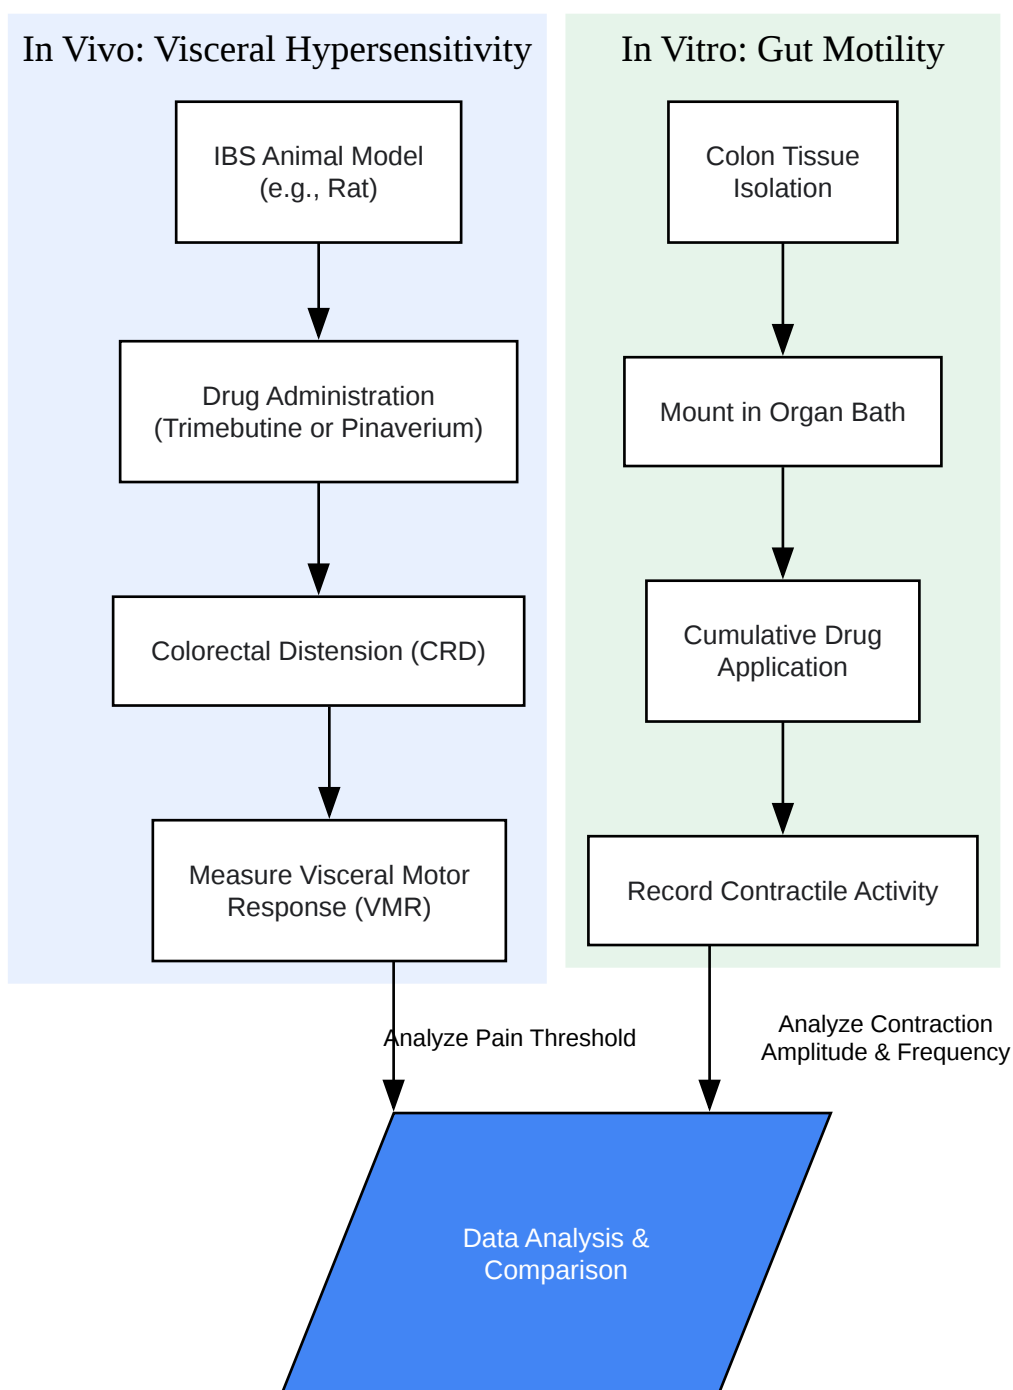 In Vivo: Visceral Hypersensitivity
IBS Animal Model
(e.g., Rat)
Drug Administration
(Trimebutine or Pinaverium)
Colorectal Distension (CRD)
Measure Visceral Motor
Response (VMR)
In Vitro: Gut Motility
Colon Tissue
Isolation
Mount in Organ Bath
Cumulative Drug
Application
Record Contractile Activity
Analyze Pain Threshold
Analyze Contraction
Amplitude & Frequency
Data Analysis &
Comparison